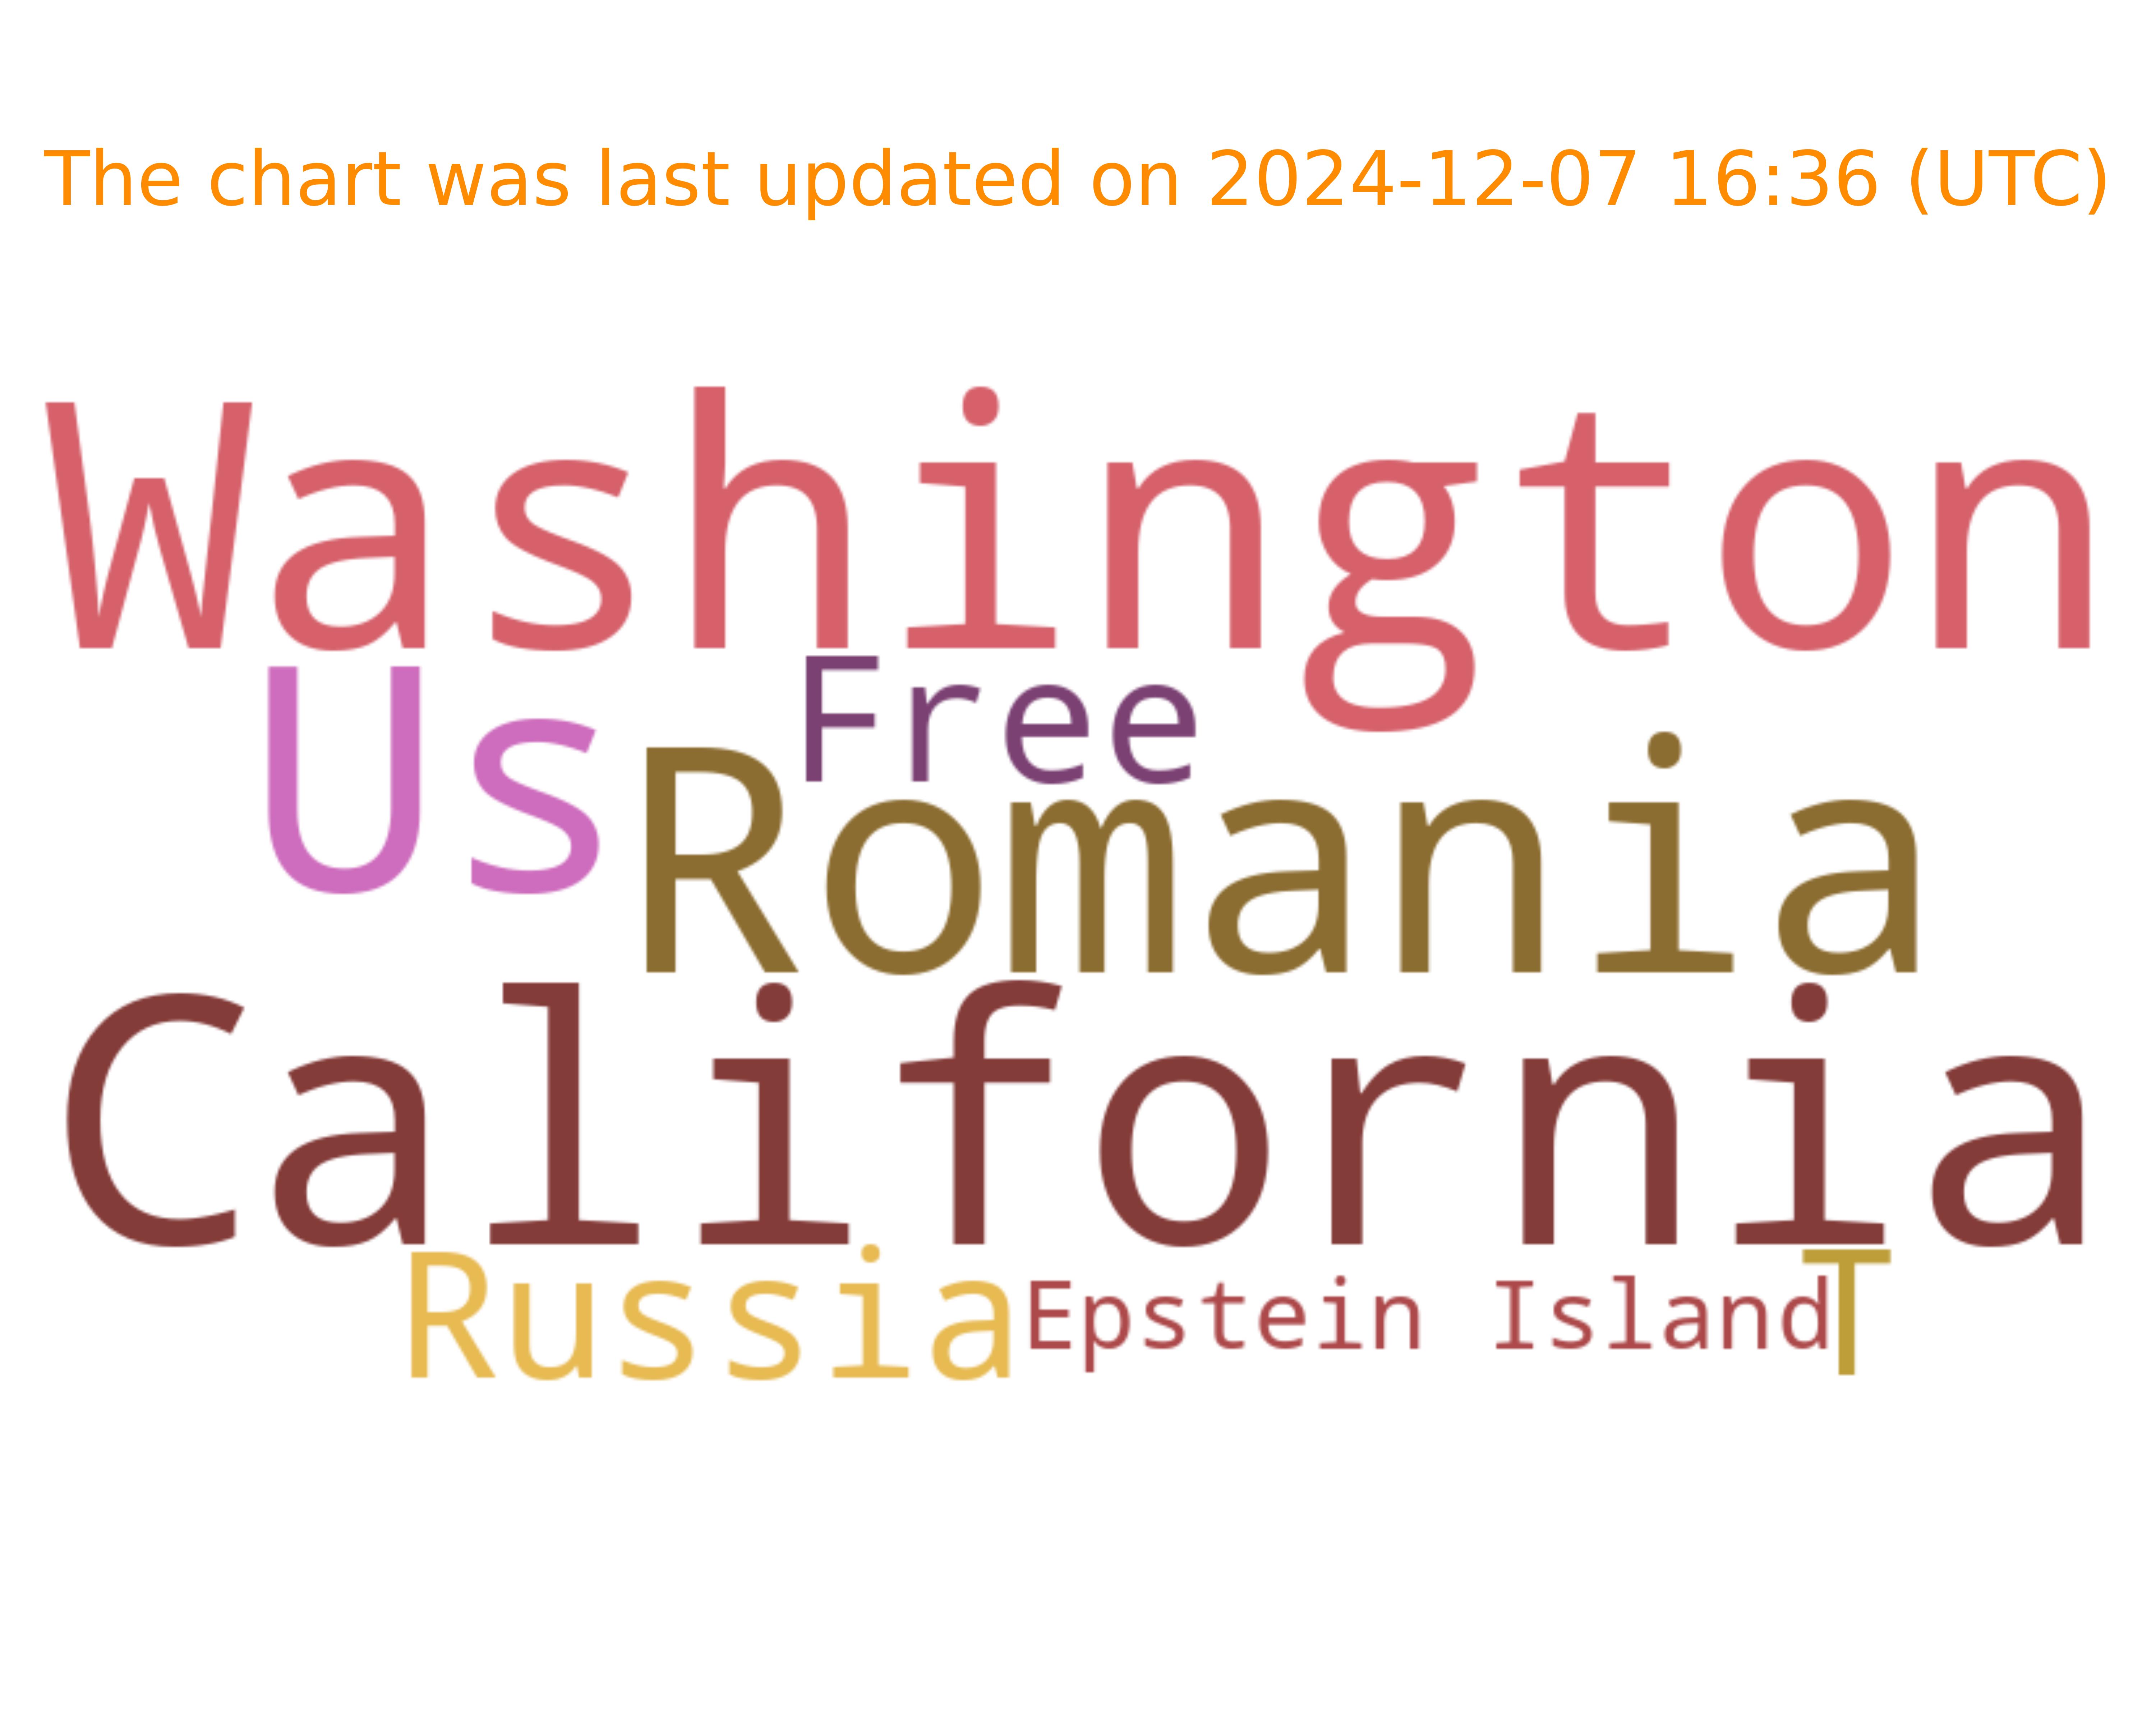 The chart was last updated on 2024-12-07 16:36 (UTC)
Washington
Free
Us
Romania
California
Russia
Epstein Island
T